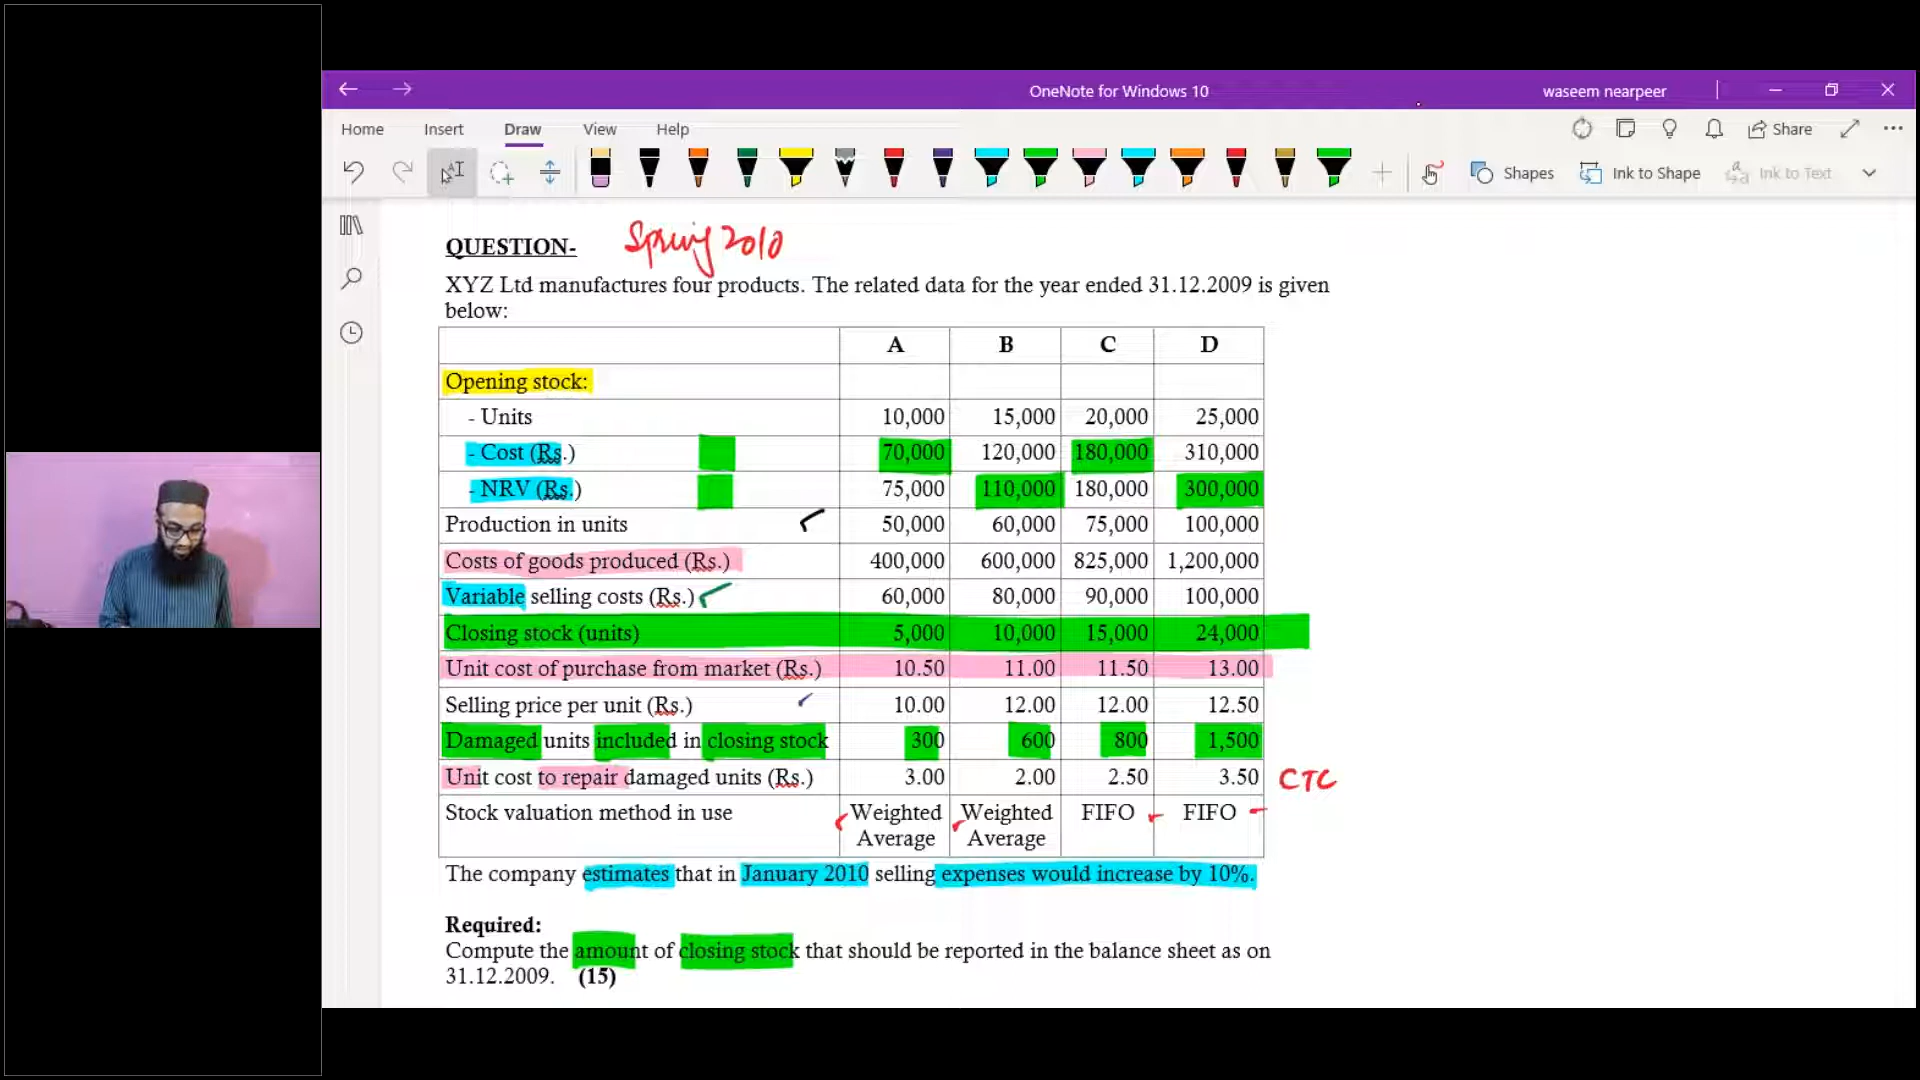 OneNote for Windows 10
waseem nearpeer
Home Insert Draw View Help
Share
Shapes Ink to Shape Ink to Text
QUESTION- Spring 2010
XYZ Ltd manufactures four products. The related data for the year ended 31.12.2009 is given
below:
A B C D
Opening stock:
- Units 10,000 15,000 20,000 25,000
- Cost (Rs.) 70,000 120,000 180,000 310,000
- NRV (Rs.) 75,000 110,000 180,000 300,000
Production in units 50,000 60,000 75,000 100,000
Costs of goods produced (Rs.) 400,000 600,000 825,000 1,200,000
Variable selling costs (Rs.) 60,000 80,000 90,000 100,000
Closing stock (units) 5,000 10,000 15,000 24,000
Unit cost of purchase from market (Rs.) 10.50 11.00 11.50 13.00
Selling price per unit (Rs.) 10.00 12.00 12.00 12.50
Damaged units included in closing stock 300 600 800 1,500
Unit cost to repair damaged units (Rs.) 3.00 2.00 2.50 3.50 CTC
Stock valuation method in use Weighted Weighted FIFO FIFO
Average Average
The company estimates that in January 2010 selling expenses would increase by 10%.
Required:
Compute the amount of closing stock that should be reported in the balance sheet as on
31.12.2009. (15)